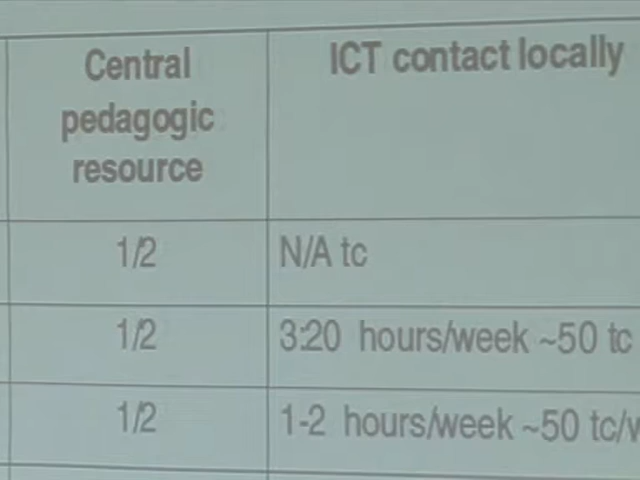 Central
pedagogic
resource
ICT contact locally
1/2
N/A tc
1/2
3:20 hours/week ~50 tc
1/2
1-2 hours/week ~50 tc/